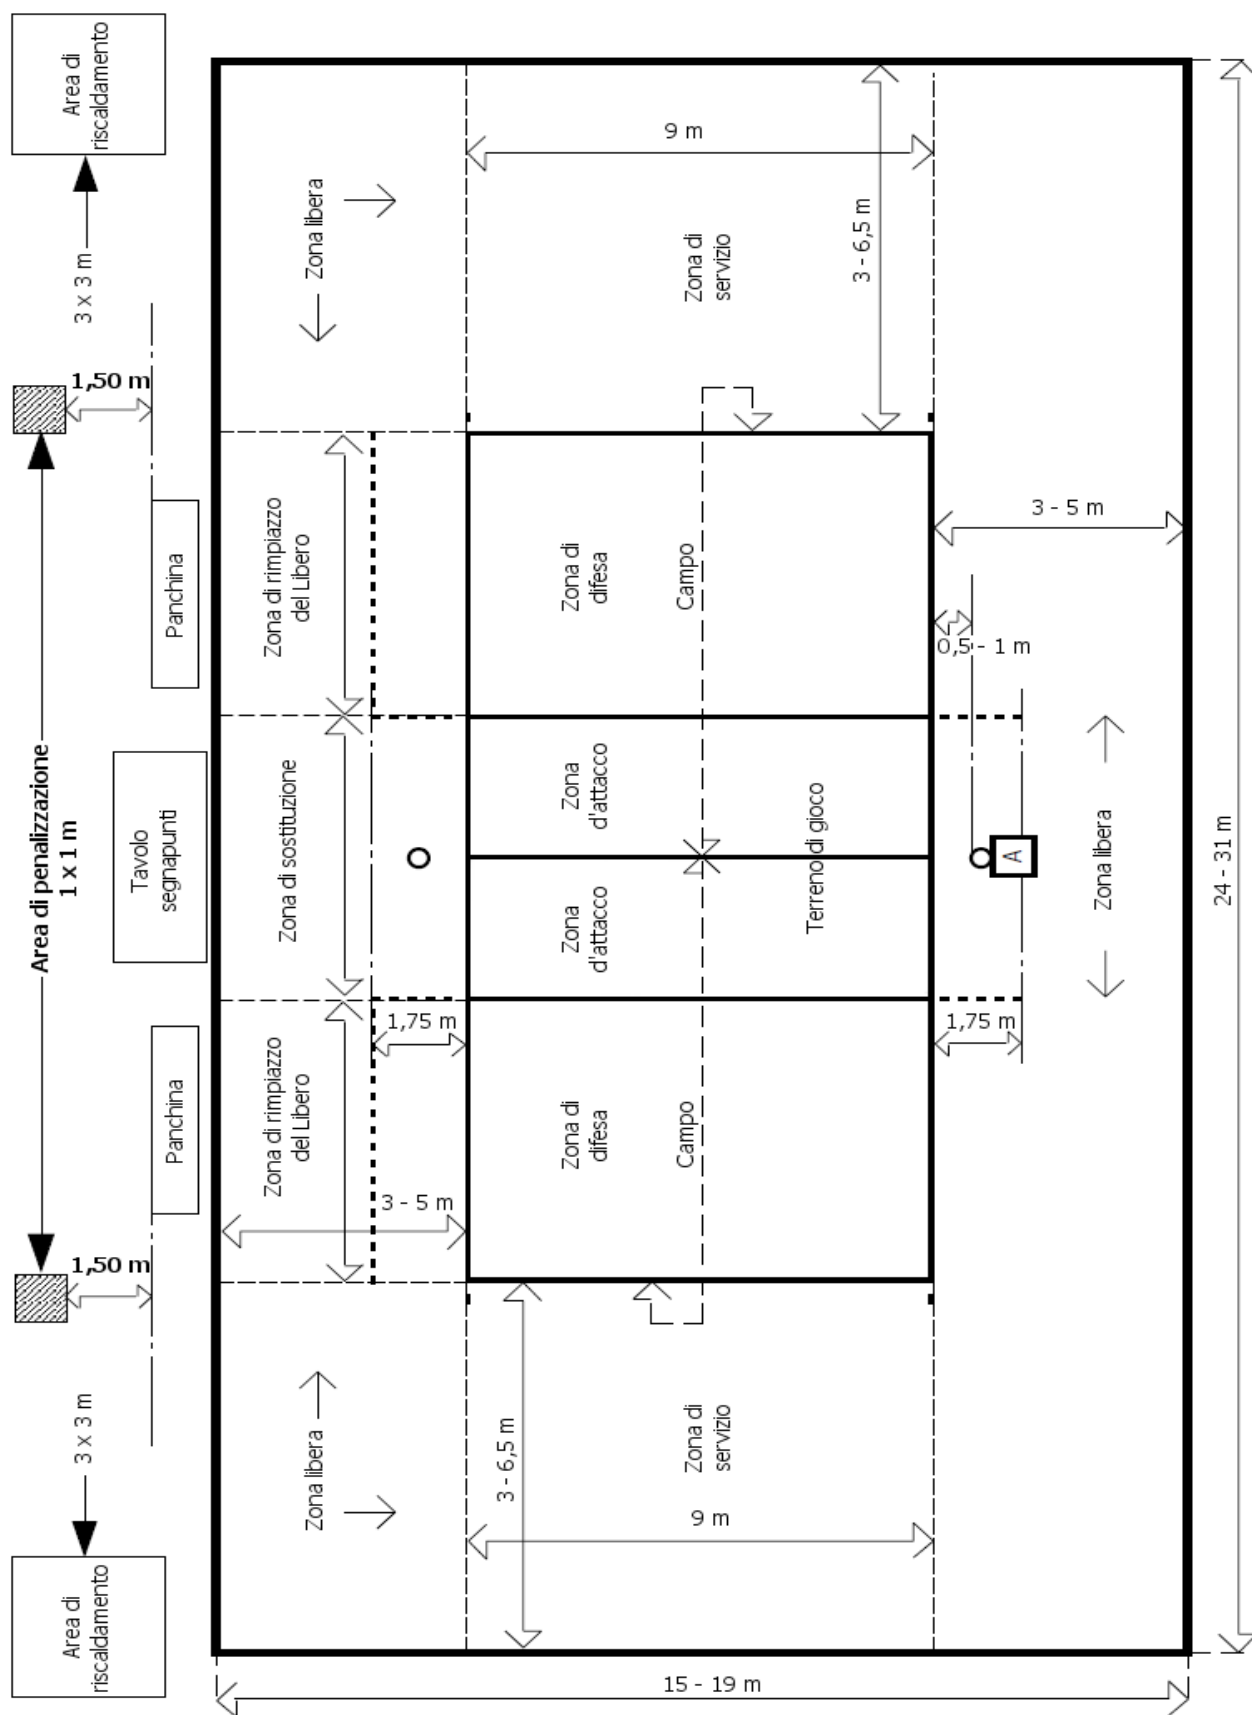 Area di
riscaldamento
3 x 3 m
1,50 m
Area di penalizzazione
1 x 1 m
1,50 m
3 x 3 m
Area di
riscaldamento
Panchina
Tavolo
segnapunti
Panchina
Zona libera
Zona di rimpiazzo
del Libero
Zona di sostituzione
Zona di rimpiazzo
del Libero
Zona libera
1,75 m
3 - 5 m
9 m
Zona di
servizio
3 - 6,5 m
Zona di
difesa
Campo
Zona
d'attacco
Zona
d'attacco
Terreno di gioco
Zona di
difesa
Campo
3 - 6,5 m
Zona di
servizio
9 m
3 - 5 m
0,5 - 1 m
A
1,75 m
Zona libera
24 - 31 m
15 - 19 m